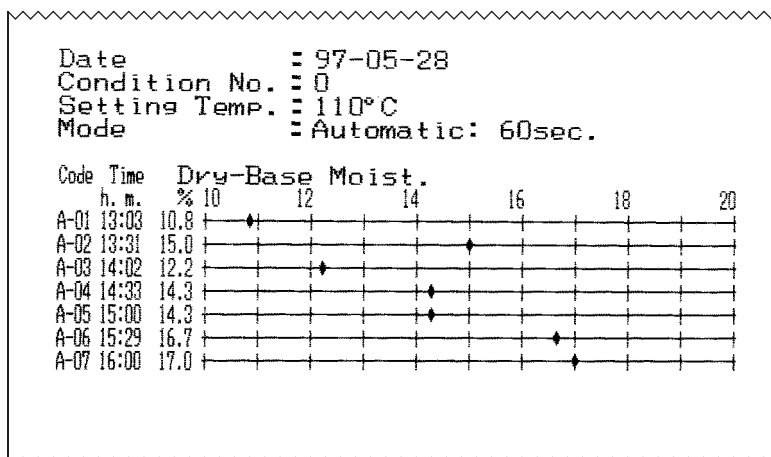 Date : 97-05-28
Condition No. : 0
Setting Temp. : 110°C
Mode : Automatic: 60sec.
Code Time Dry-Base Moist.
h. m. % 10 12 14 16 18 20
A-01 13:03 10.8
A-02 13:31 15.0
A-03 14:02 12.2
A-04 14:33 14.3
A-05 15:00 14.3
A-06 15:29 16.7
A-07 16:00 17.0